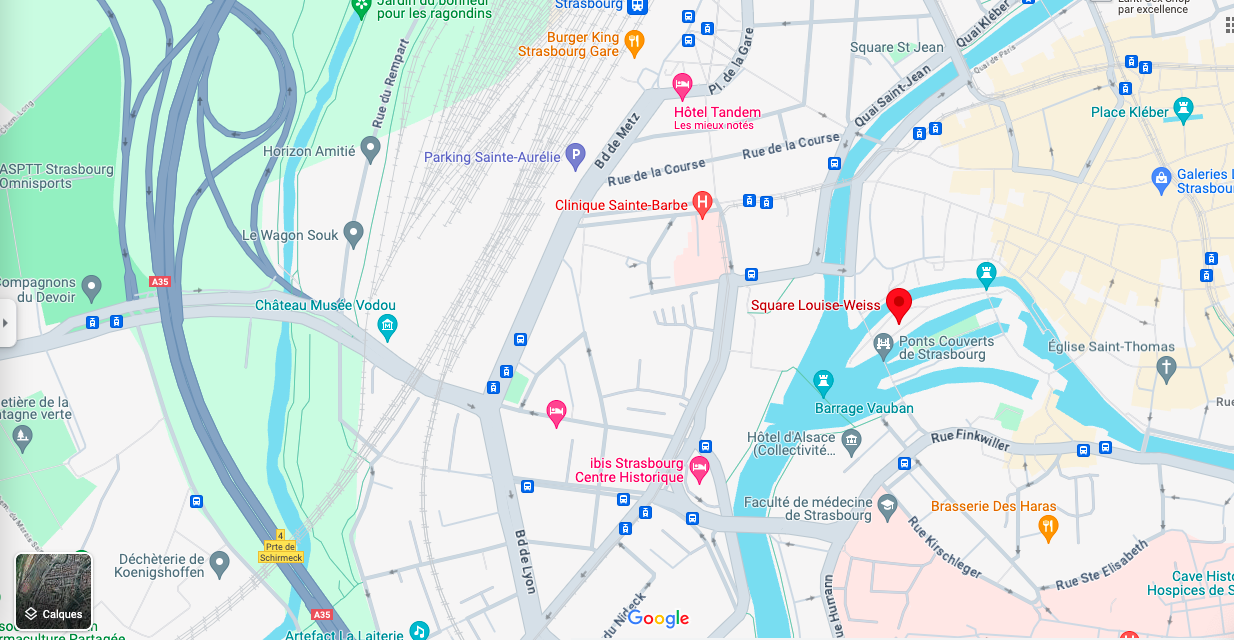 Jardin du bonheur
pour les ragondins
Strasbourg
par excellence
Quai Kléber
Burger King
Strasbourg Gare
Pl. de la Gare
Square St Jean
Quai de Paris
Rue du Rempart
Chem. Long
Hôtel Tandem
Les mieux notés
Quai Saint-Jean
Place Kléber
Bd de Metz
Horizon Amitié
Parking Sainte-Aurélie
P
Rue de la Course
Rue de la Course
ASPTT Strasbourg
Omnisports
Galeries L
Strasbour
Clinique Sainte-Barbe
H
Le Wagon Souk
A35
Compagnons
du Devoir
Château Musée Vodou
Square Louise-Weiss
Ponts Couverts
de Strasbourg
Église Saint-Thomas
Barrage Vauban
Rue
etière de la
tagne verte
Hôtel d'Alsace
(Collectivité...
Rue Finkwiller
ibis Strasbourg
Centre Historique
Faculté de médecine
de Strasbourg
Brasserie Des Haras
Rue Kirschleger
Bd de Lyon
4
Prte de
Schirmeck
Déchèterie de
Koenigshoffen
Rue Ste Elisabeth
Cave Histo
Hospices de S
Calques
A35
du Nideck
ue Humann
Google
Artefact La Laiterie
rmaculture Partagée